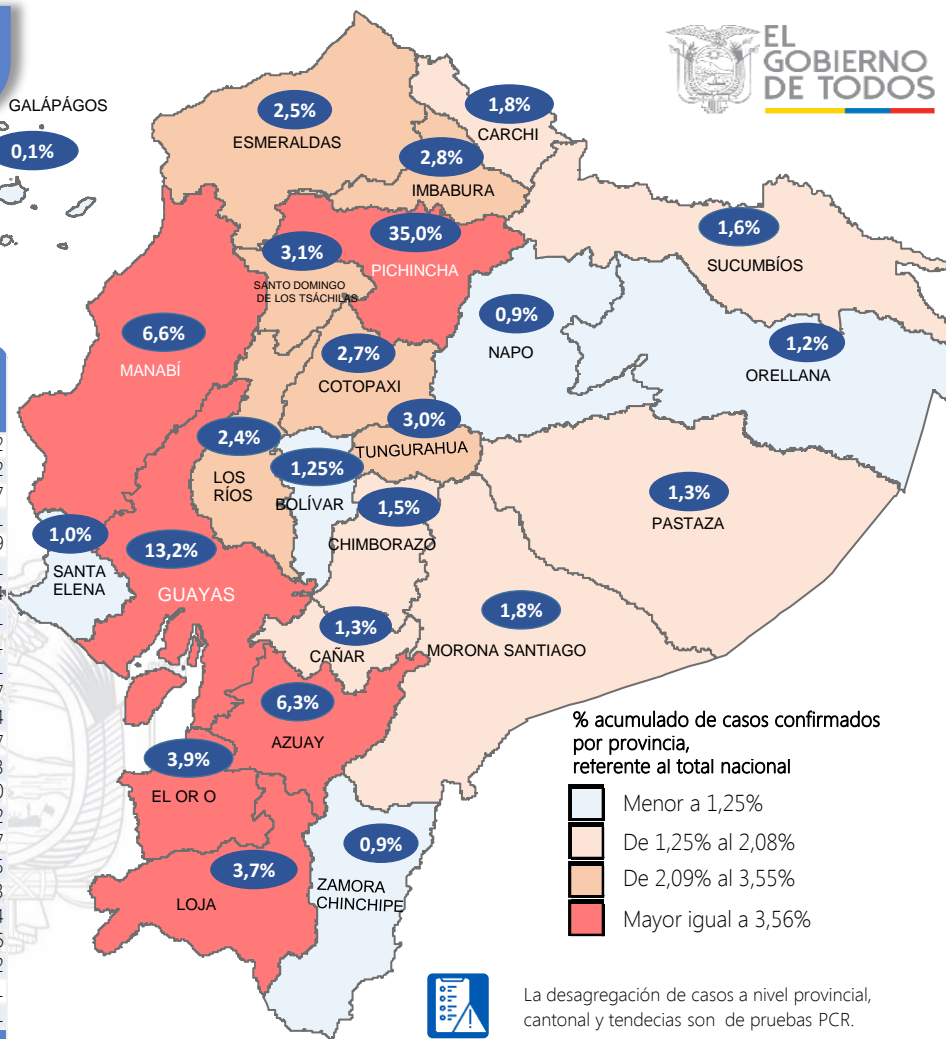 EL
GOBIERNO
DE TODOS
GALÁPÁGOS
0,1%
2,5%
ESMERALDAS
1,8%
CARCHI
2,8%
IMBABURA
35,0%
PICHINCHA
3,1%
SANTO DOMINGO
DE LOS TSÁCHILAS
1,6%
SUCUMBÍOS
6,6%
MANABÍ
0,9%
NAPO
1,2%
ORELLANA
2,7%
COTOPAXI
3,0%
TUNGURAHUA
2,4%
LOS
RÍOS
1,25%
BOLÍVAR
1,5%
CHIMBORAZO
1,3%
PASTAZA
1,0%
SANTA
ELENA
13,2%
GUAYAS
1,3%
CAÑAR
1,8%
MORONA SANTIAGO
6,3%
AZUAY
3,9%
EL OR O
3,7%
LOJA
0,9%
ZAMORA
CHINCHIPE
% acumulado de casos confirmados
por provincia,
referente al total nacional
Menor a 1,25%
De 1,25% al 2,08%
De 2,09% al 3,55%
Mayor igual a 3,56%
La desagregación de casos a nivel provincial,
cantonal y tendecias son de pruebas PCR.